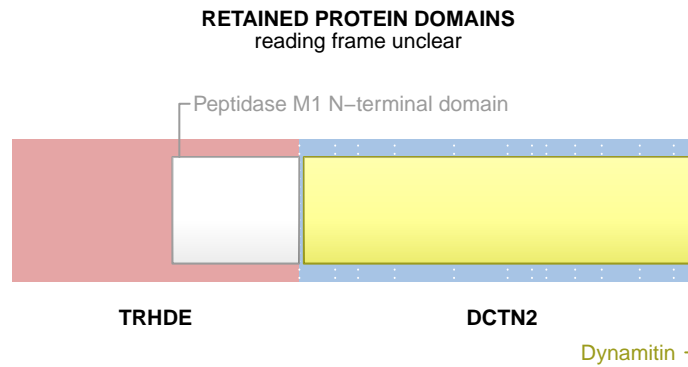 RETAINED PROTEIN DOMAINS
reading frame unclear
Peptidase M1 N−terminal domain
TRHDE
DCTN2
Dynamitin